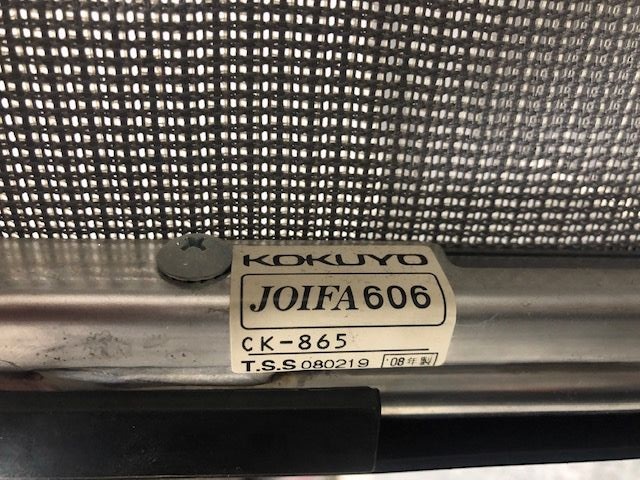 KOKUYO
JOIFA606
CK-865
T.S.S 080219 '08年製